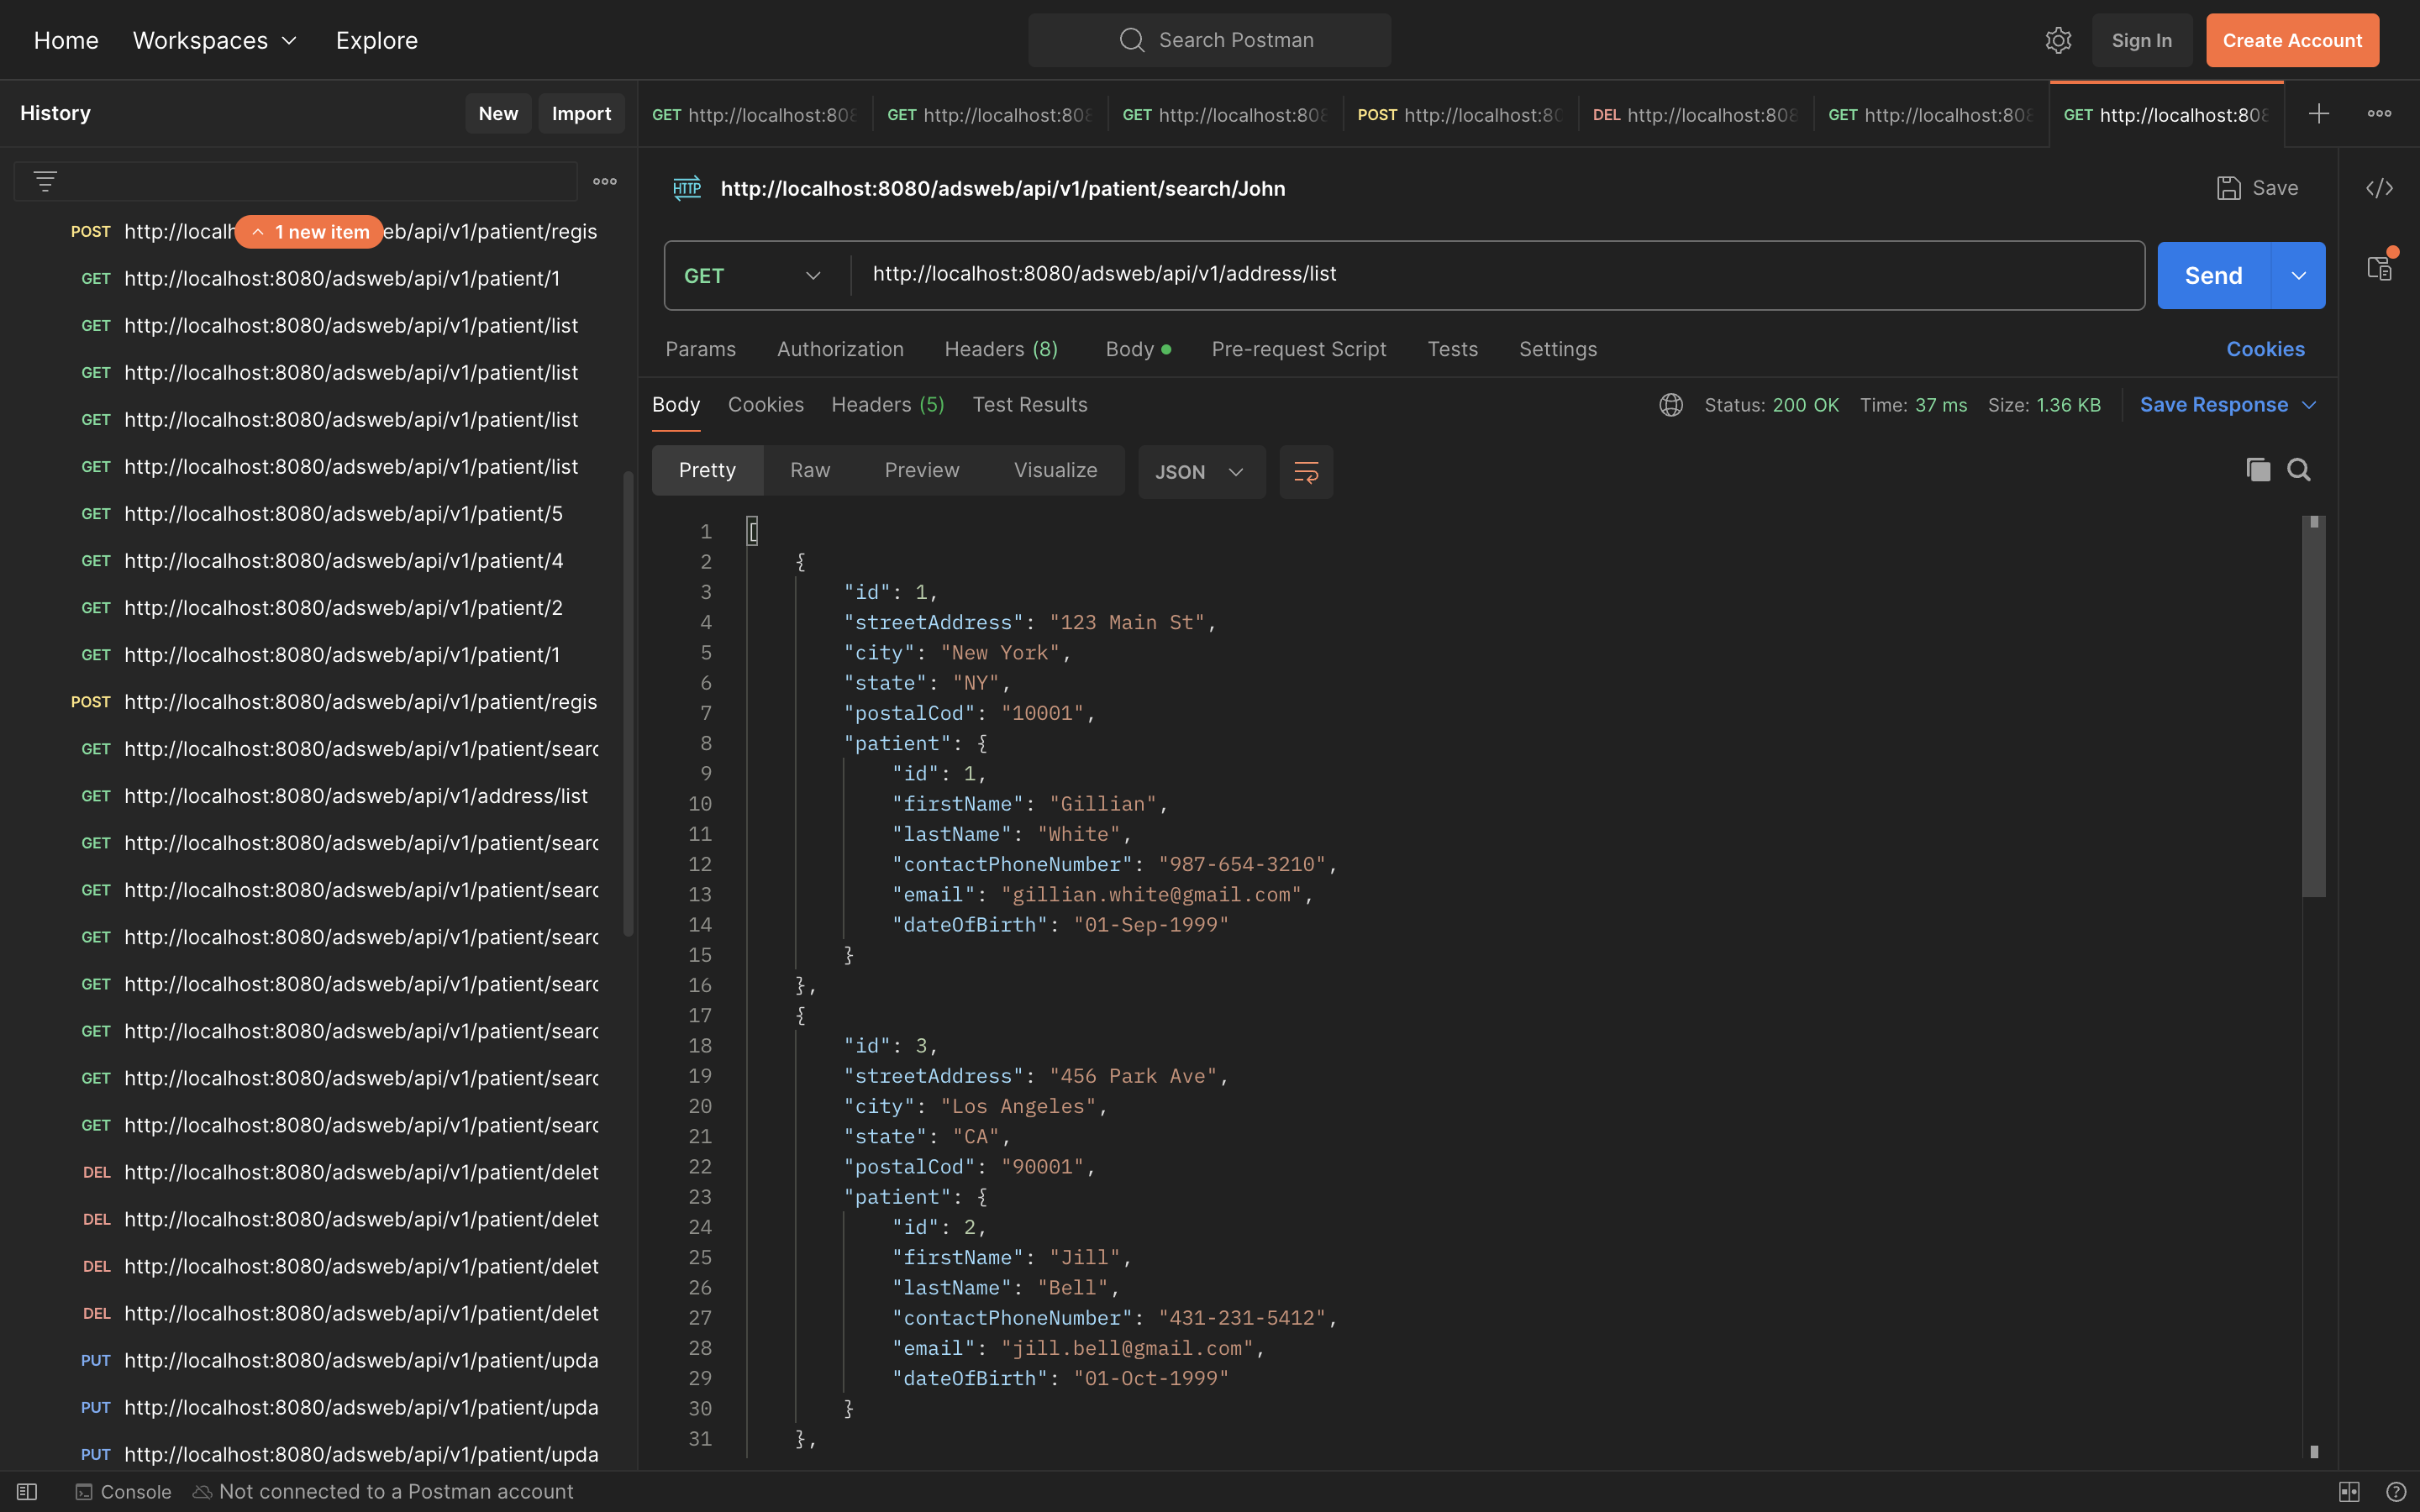 Home Workspaces Explore Search Postman Sign In Create Account
History New Import
GET http://localhost:808 GET http://localhost:808 GET http://localhost:808 POST http://localhost:80 DEL http://localhost:808 GET http://localhost:808 GET http://localhost:808
HTTP http://localhost:8080/adsweb/api/v1/patient/search/John Save
GET http://localhost:8080/adsweb/api/v1/address/list Send
Params Authorization Headers (8) Body Pre-request Script Tests Settings Cookies
Body Cookies Headers (5) Test Results Status: 200 OK Time: 37 ms Size: 1.36 KB Save Response
Pretty Raw Preview Visualize JSON
POST http://localh 1 new item eb/api/v1/patient/regis
GET http://localhost:8080/adsweb/api/v1/patient/1
GET http://localhost:8080/adsweb/api/v1/patient/list
GET http://localhost:8080/adsweb/api/v1/patient/list
GET http://localhost:8080/adsweb/api/v1/patient/list
GET http://localhost:8080/adsweb/api/v1/patient/list
GET http://localhost:8080/adsweb/api/v1/patient/5
GET http://localhost:8080/adsweb/api/v1/patient/4
GET http://localhost:8080/adsweb/api/v1/patient/2
GET http://localhost:8080/adsweb/api/v1/patient/1
POST http://localhost:8080/adsweb/api/v1/patient/regis
GET http://localhost:8080/adsweb/api/v1/patient/searc
GET http://localhost:8080/adsweb/api/v1/address/list
GET http://localhost:8080/adsweb/api/v1/patient/searc
GET http://localhost:8080/adsweb/api/v1/patient/searc
GET http://localhost:8080/adsweb/api/v1/patient/searc
GET http://localhost:8080/adsweb/api/v1/patient/searc
GET http://localhost:8080/adsweb/api/v1/patient/searc
GET http://localhost:8080/adsweb/api/v1/patient/searc
GET http://localhost:8080/adsweb/api/v1/patient/searc
DEL http://localhost:8080/adsweb/api/v1/patient/delet
DEL http://localhost:8080/adsweb/api/v1/patient/delet
DEL http://localhost:8080/adsweb/api/v1/patient/delet
DEL http://localhost:8080/adsweb/api/v1/patient/delet
PUT http://localhost:8080/adsweb/api/v1/patient/upda
PUT http://localhost:8080/adsweb/api/v1/patient/upda
PUT http://localhost:8080/adsweb/api/v1/patient/upda
1 [
2 {
3 "id": 1,
4 "streetAddress": "123 Main St",
5 "city": "New York",
6 "state": "NY",
7 "postalCod": "10001",
8 "patient": {
9 "id": 1,
10 "firstName": "Gillian",
11 "lastName": "White",
12 "contactPhoneNumber": "987-654-3210",
13 "email": "gillian.white@gmail.com",
14 "dateOfBirth": "01-Sep-1999"
15 }
16 },
17 {
18 "id": 3,
19 "streetAddress": "456 Park Ave",
20 "city": "Los Angeles",
21 "state": "CA",
22 "postalCod": "90001",
23 "patient": {
24 "id": 2,
25 "firstName": "Jill",
26 "lastName": "Bell",
27 "contactPhoneNumber": "431-231-5412",
28 "email": "jill.bell@gmail.com",
29 "dateOfBirth": "01-Oct-1999"
30 }
31 },
Console Not connected to a Postman account